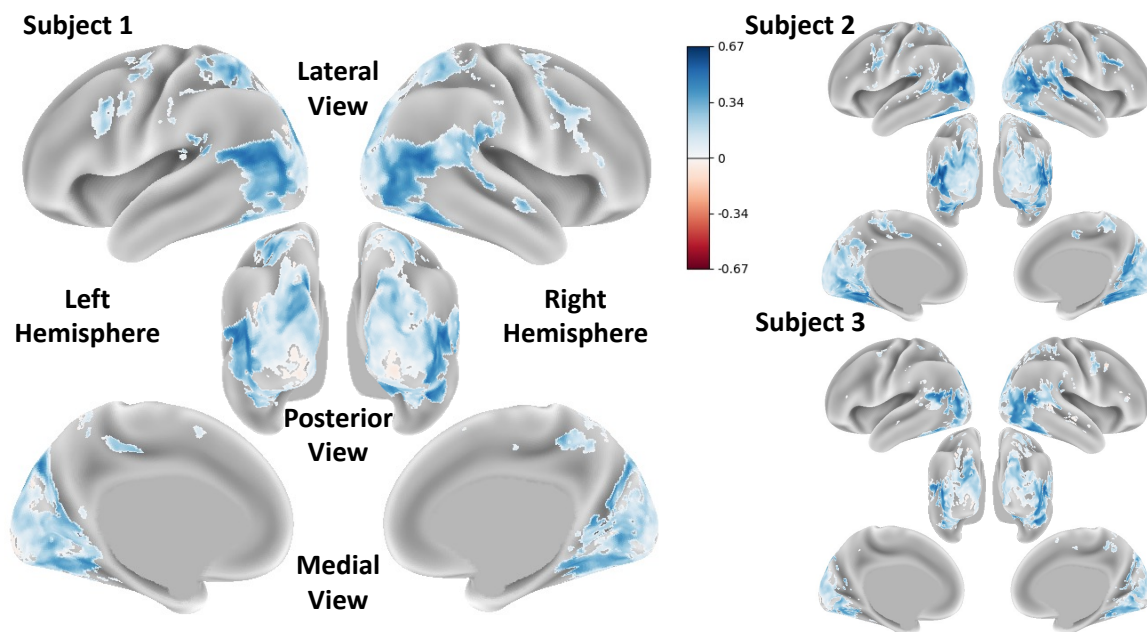 Subject 1
Lateral
View
0.67
0.34
0
-0.34
-0.67
Subject 2
Left
Hemisphere
Right
Hemisphere
Subject 3
Posterior
View
Medial
View